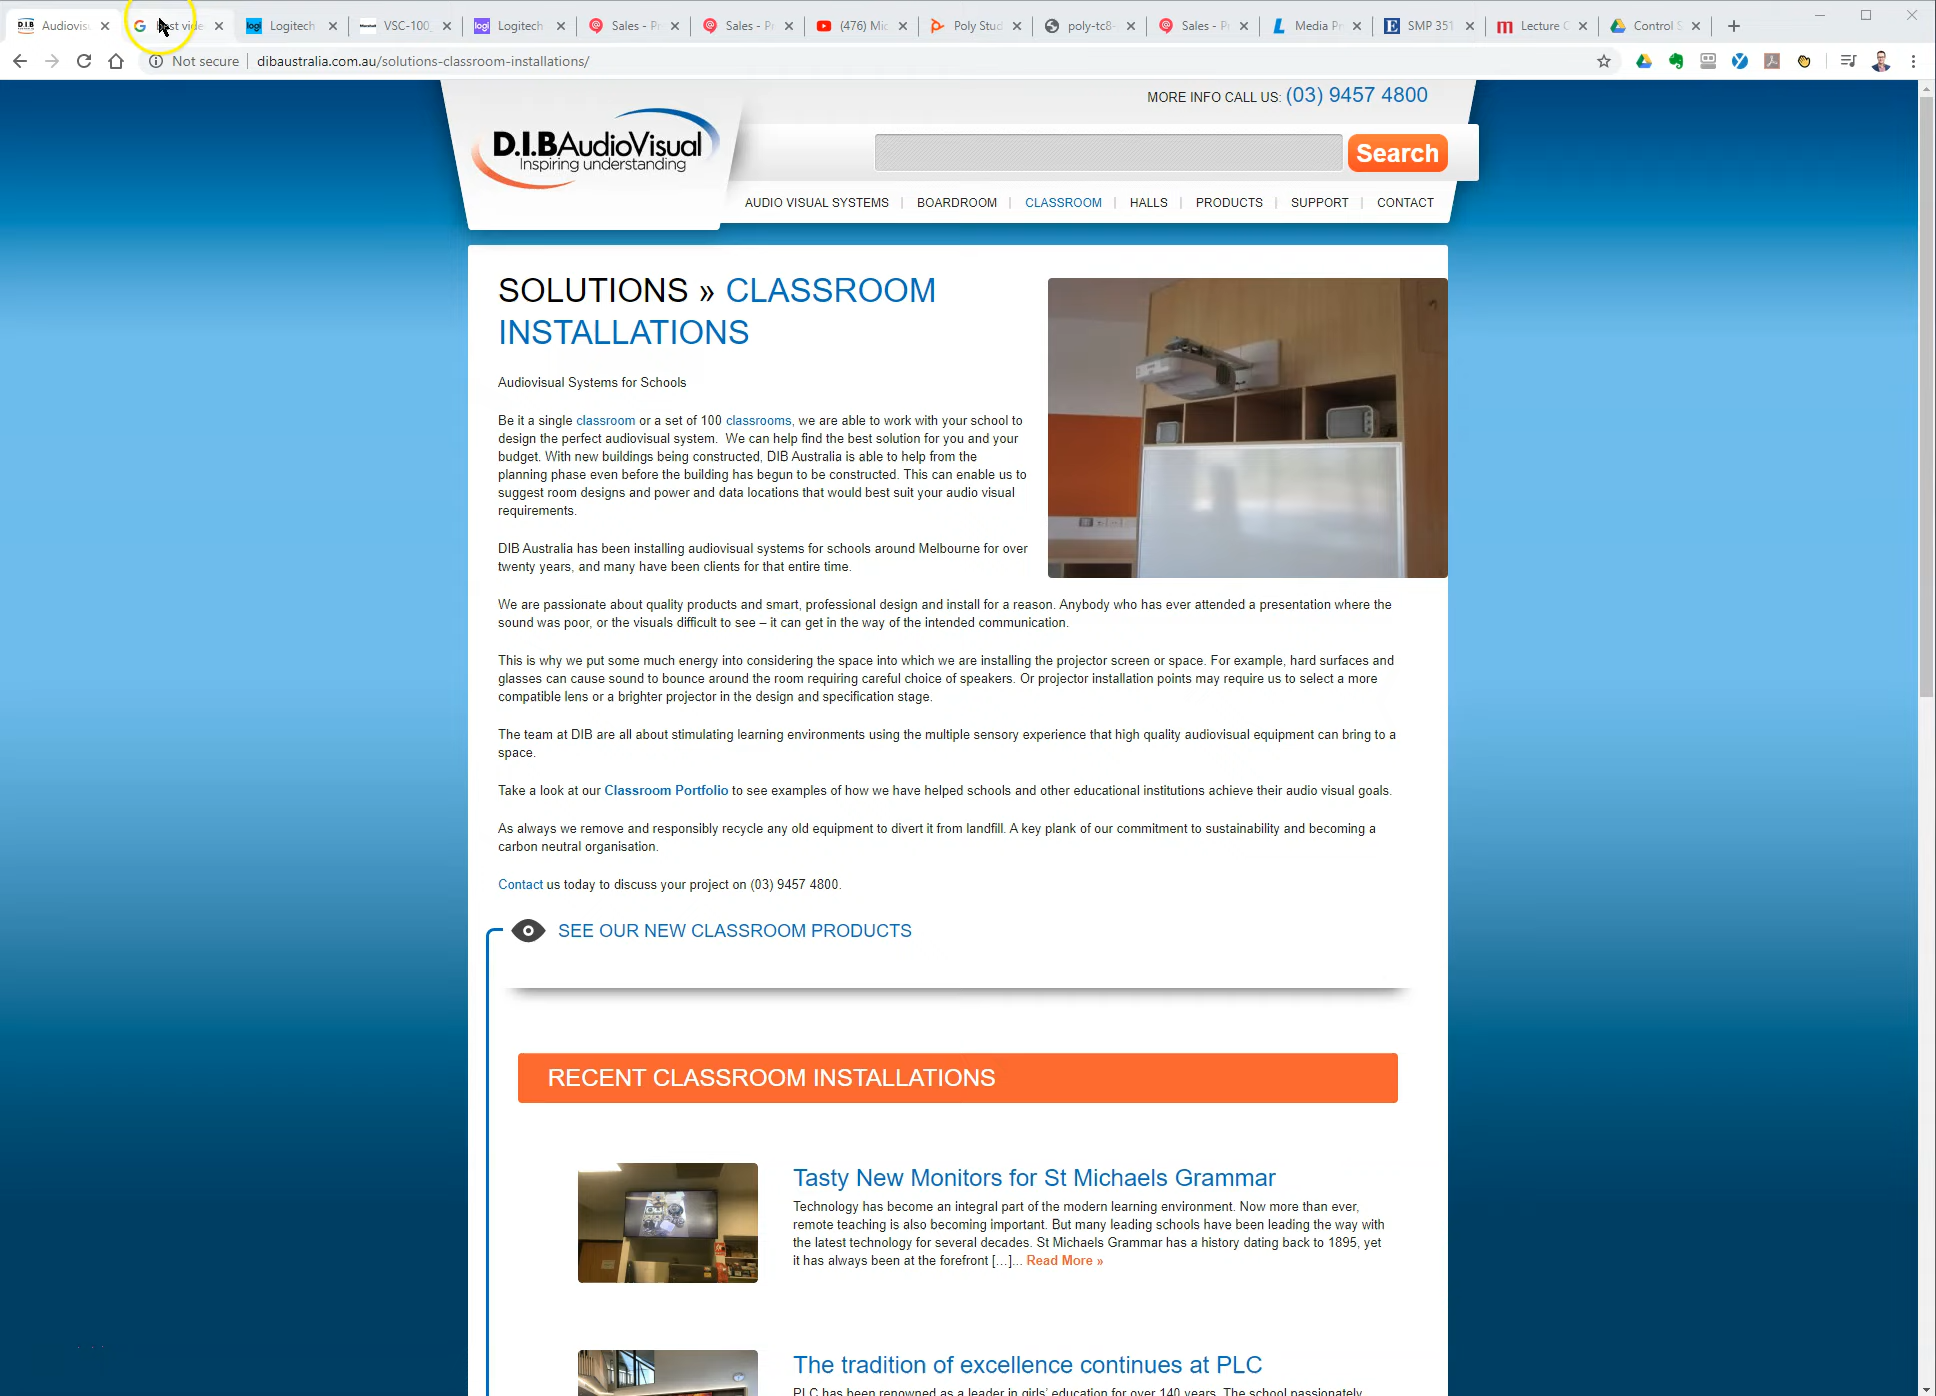 Audiovis
est vide
Logitech
VSC-100
Logitech
Sales - P
Sales - P
(476) Mic
Poly Stud
poly-tc8-
Sales - P
Media Pr
SMP 351
Lecture C
Control S
Not secure
dibaustralia.com.au/solutions-classroom-installations/
MORE INFO CALL US: (03) 9457 4800
D.I.BAudioVisual
Inspiring understanding
Search
AUDIO VISUAL SYSTEMS | BOARDROOM | CLASSROOM | HALLS | PRODUCTS | SUPPORT | CONTACT
SOLUTIONS » CLASSROOM
INSTALLATIONS
Audiovisual Systems for Schools
Be it a single classroom or a set of 100 classrooms, we are able to work with your school to
design the perfect audiovisual system.  We can help find the best solution for you and your
budget. With new buildings being constructed, DIB Australia is able to help from the
planning phase even before the building has begun to be constructed. This can enable us to
suggest room designs and power and data locations that would best suit your audio visual
requirements.
DIB Australia has been installing audiovisual systems for schools around Melbourne for over
twenty years, and many have been clients for that entire time.
We are passionate about quality products and smart, professional design and install for a reason. Anybody who has ever attended a presentation where the
sound was poor, or the visuals difficult to see – it can get in the way of the intended communication.
This is why we put some much energy into considering the space into which we are installing the projector screen or space. For example, hard surfaces and
glasses can cause sound to bounce around the room requiring careful choice of speakers. Or projector installation points may require us to select a more
compatible lens or a brighter projector in the design and specification stage.
The team at DIB are all about stimulating learning environments using the multiple sensory experience that high quality audiovisual equipment can bring to a
space.
Take a look at our Classroom Portfolio to see examples of how we have helped schools and other educational institutions achieve their audio visual goals.
As always we remove and responsibly recycle any old equipment to divert it from landfill. A key plank of our commitment to sustainability and becoming a
carbon neutral organisation.
Contact us today to discuss your project on (03) 9457 4800.
SEE OUR NEW CLASSROOM PRODUCTS
RECENT CLASSROOM INSTALLATIONS
Tasty New Monitors for St Michaels Grammar
Technology has become an integral part of the modern learning environment. Now more than ever,
remote teaching is also becoming important. But many leading schools have been leading the way with
the latest technology for several decades. St Michaels Grammar has a history dating back to 1895, yet
it has always been at the forefront […]... Read More »
The tradition of excellence continues at PLC
PLC has been renowned as a leader in girls' education for over 140 years. The school passionately